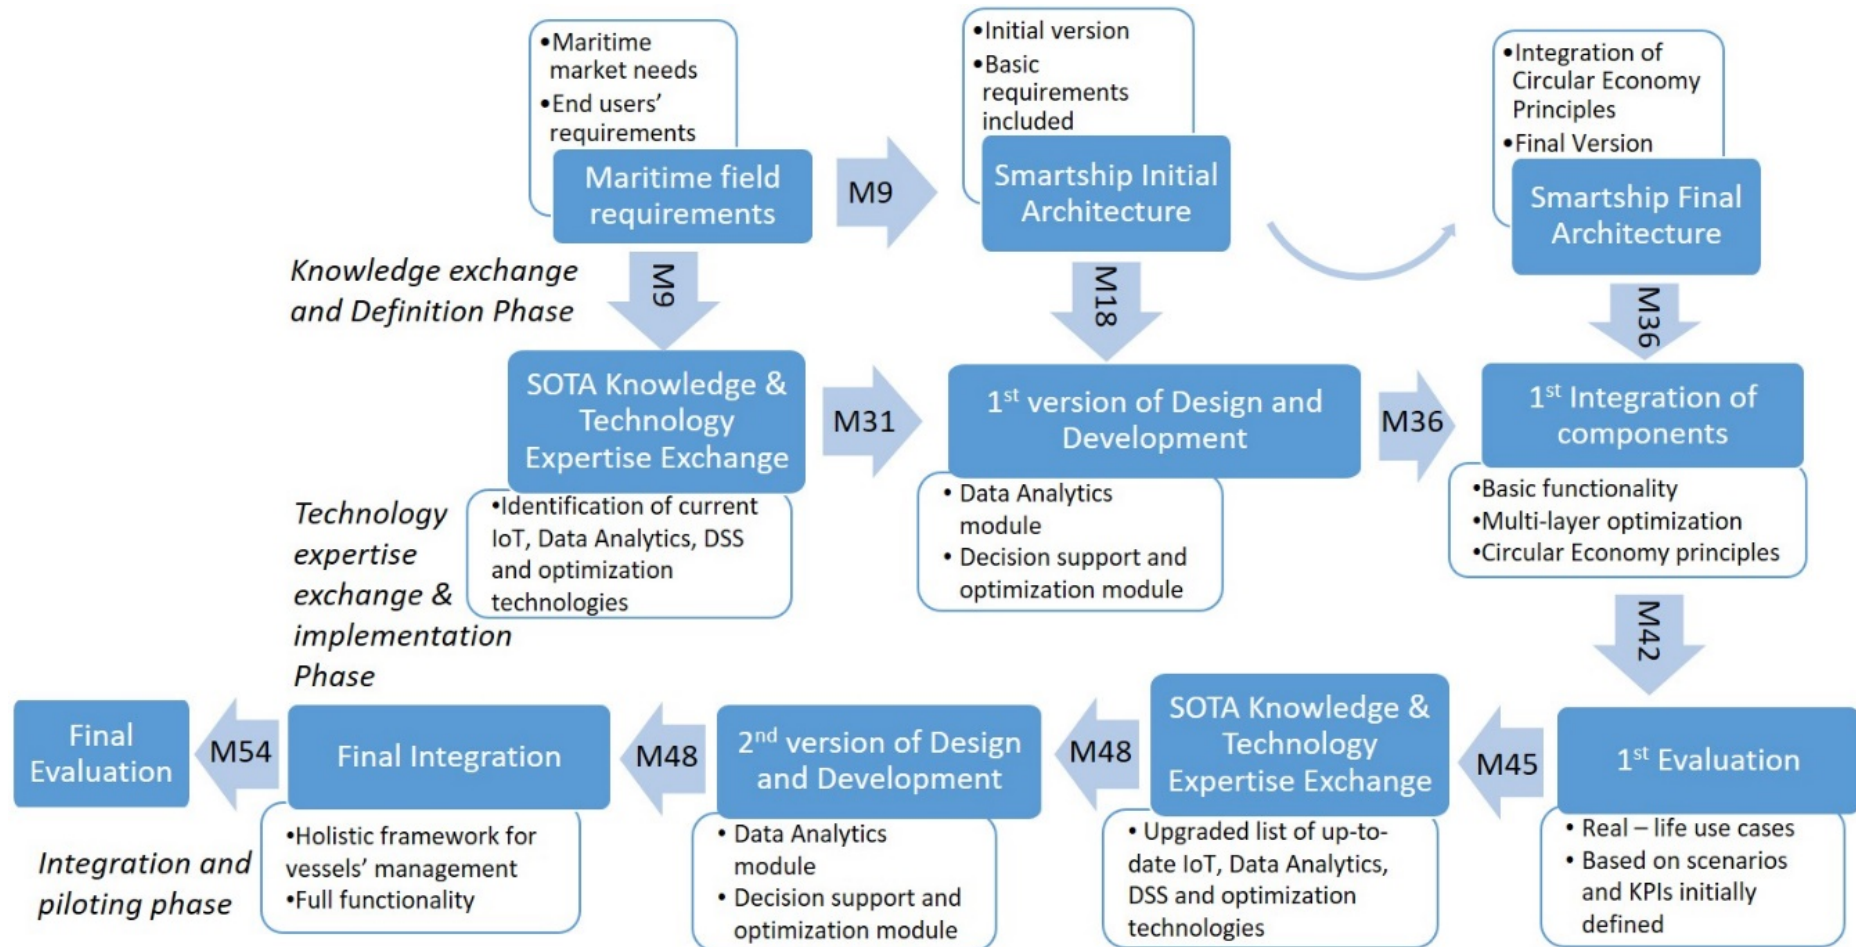 •Maritime
market needs
•End users’
requirements
Maritime field
requirements
M9
•Initial version
•Basic
requirements
included
Smartship Initial
Architecture
•Integration of
Circular Economy
Principles
•Final Version
Smartship Final
Architecture
Knowledge exchange
and Definition Phase
M9
M18
M36
SOTA Knowledge &
Technology
Expertise Exchange
•Identification of current
IoT, Data Analytics, DSS
and optimization
technologies
M31
1st version of Design and
Development
• Data Analytics
module
• Decision support and
optimization module
M36
1st Integration of
components
•Basic functionality
•Multi-layer optimization
•Circular Economy principles
Technology
expertise
exchange &
implementation
Phase
M42
Final
Evaluation
M54
Final Integration
•Holistic framework for
vessels’ management
•Full functionality
M48
2nd version of Design
and Development
• Data Analytics
module
• Decision support and
optimization module
M48
SOTA Knowledge &
Technology
Expertise Exchange
• Upgraded list of up-to-
date IoT, Data Analytics,
DSS and optimization
technologies
M45
1st Evaluation
• Real – life use cases
• Based on scenarios
and KPIs initially
defined
Integration and
piloting phase